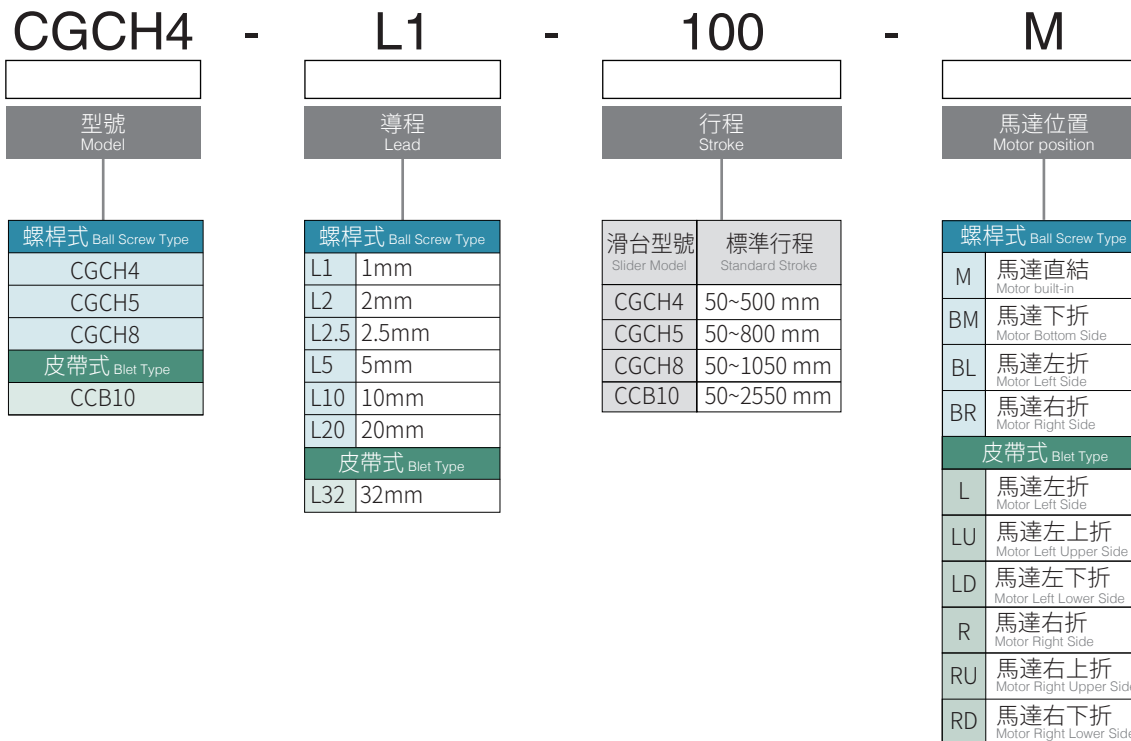 CGCH4 - L1 - 100 - M
型號
Model
螺桿式 Ball Screw Type
CGCH4
CGCH5
CGCH8
皮帶式 Blet Type
CCB10
導程
Lead
螺桿式 Ball Screw Type
L1 1mm
L2 2mm
L2.5 2.5mm
L5 5mm
L10 10mm
L20 20mm
皮帶式 Blet Type
L32 32mm
行程
Stroke
滑台型號 標準行程
Slider Model Standard Stroke
CGCH4 50~500 mm
CGCH5 50~800 mm
CGCH8 50~1050 mm
CCB10 50~2550 mm
馬達位置
Motor position
螺桿式 Ball Screw Type
M 馬達直結
Motor built-in
BM 馬達下折
Motor Bottom Side
BL 馬達左折
Motor Left Side
BR 馬達右折
Motor Right Side
皮帶式 Blet Type
L 馬達左折
Motor Left Side
LU 馬達左上折
Motor Left Upper Side
LD 馬達左下折
Motor Left Lower Side
R 馬達右折
Motor Right Side
RU 馬達右上折
Motor Right Upper Side
RD 馬達右下折
Motor Right Lower Side